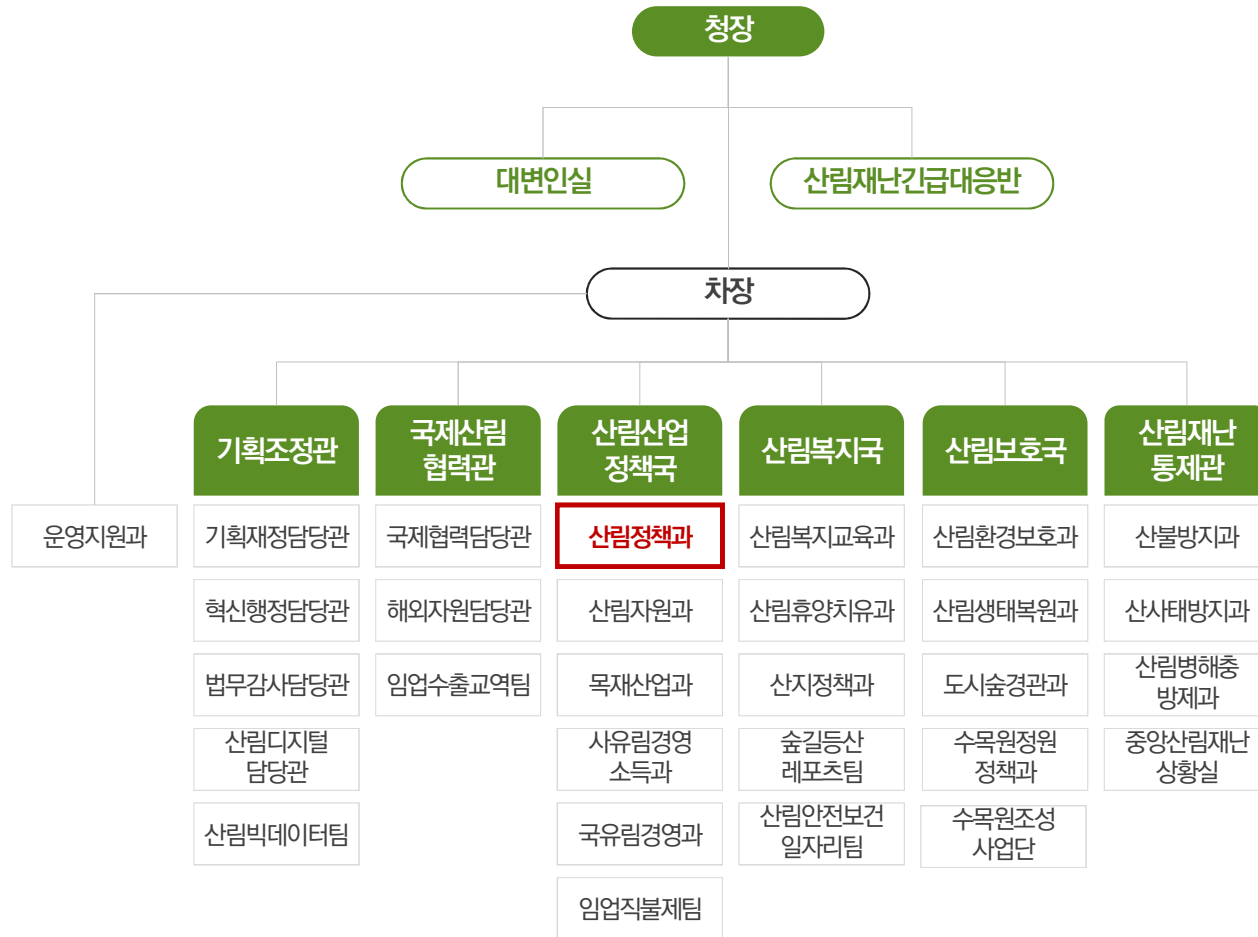 청장
대변인실
산림재난긴급대응반
차장
기획조정관
국제산림
협력관
산림산업
정책국
산림복지국
산림보호국
산림재난
통제관
운영지원과
기획재정담당관
국제협력담당관
산림정책과
산림복지교육과
산림환경보호과
산불방지과
혁신행정담당관
해외자원담당관
산림자원과
산림휴양치유과
산림생태복원과
산사태방지과
법무감사담당관
임업수출교역팀
목재산업과
산지정책과
도시숲경관과
산림병해충
방제과
산림디지털
담당관
사유림경영
소득과
숲길등산
레포츠팀
수목원정원
정책과
중앙산림재난
상황실
산림빅데이터팀
국유림경영과
산림안전보건
일자리팀
수목원조성
사업단
임업직불제팀